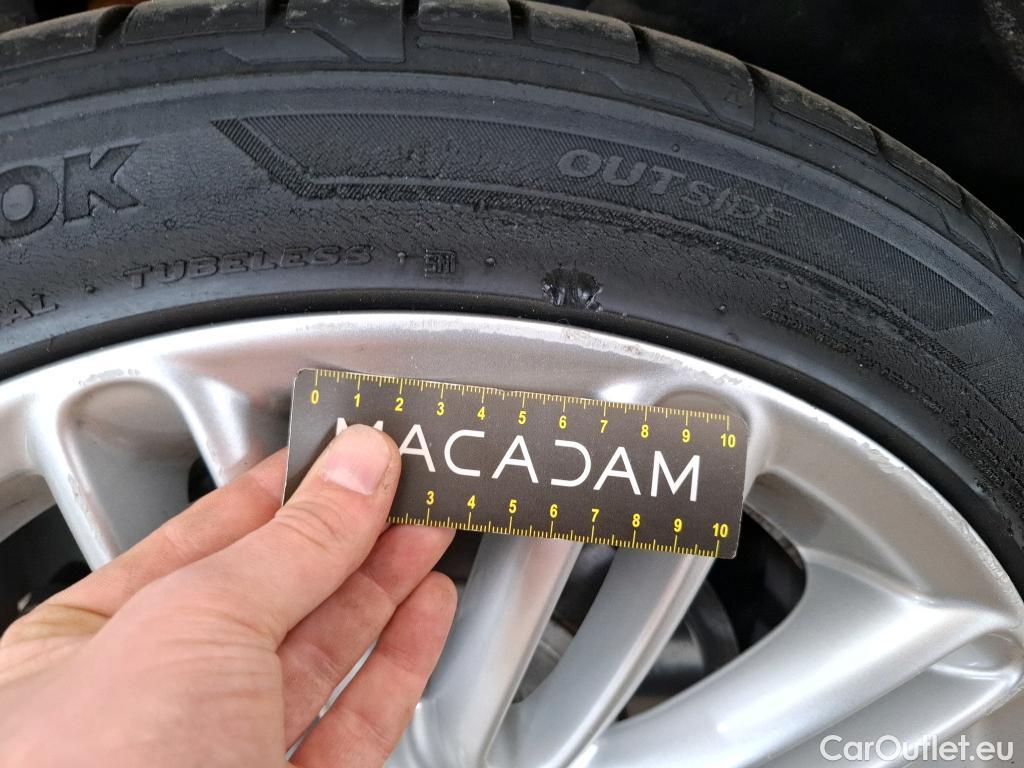 OOK
OUTSIDE
AL · TUBELESS ·
0 1 2 3 4 5 6 7 8 9 10
MACADAM
3 4 5 6 7 8 9 10
CarOutlet.eu